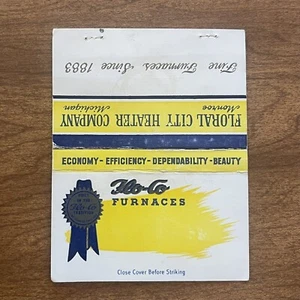 Fine Furnaces Since 1883
FLORAL CITY HEATER COMPANY
Monroe Michigan
ECONOMY - EFFICIENCY - DEPENDABILITY - BEAUTY
Flo-Co
FURNACES
Close Cover Before Striking